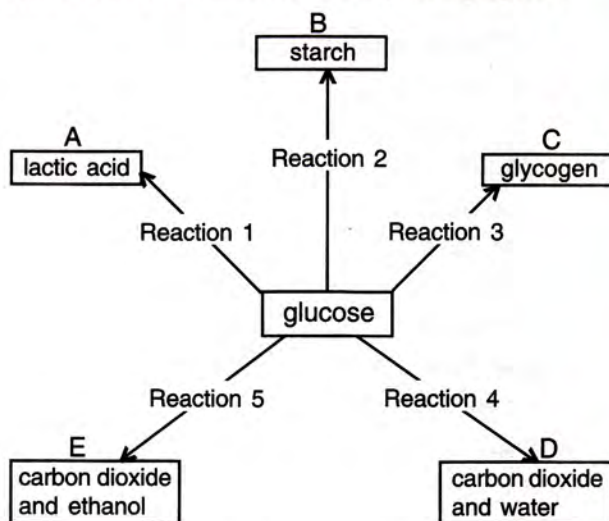 B
starch
A
lactic acid
Reaction 2
C
glycogen
Reaction 1
Reaction 3
glucose
Reaction 5
Reaction 4
E
carbon dioxide
and ethanol
D
carbon dioxide
and water